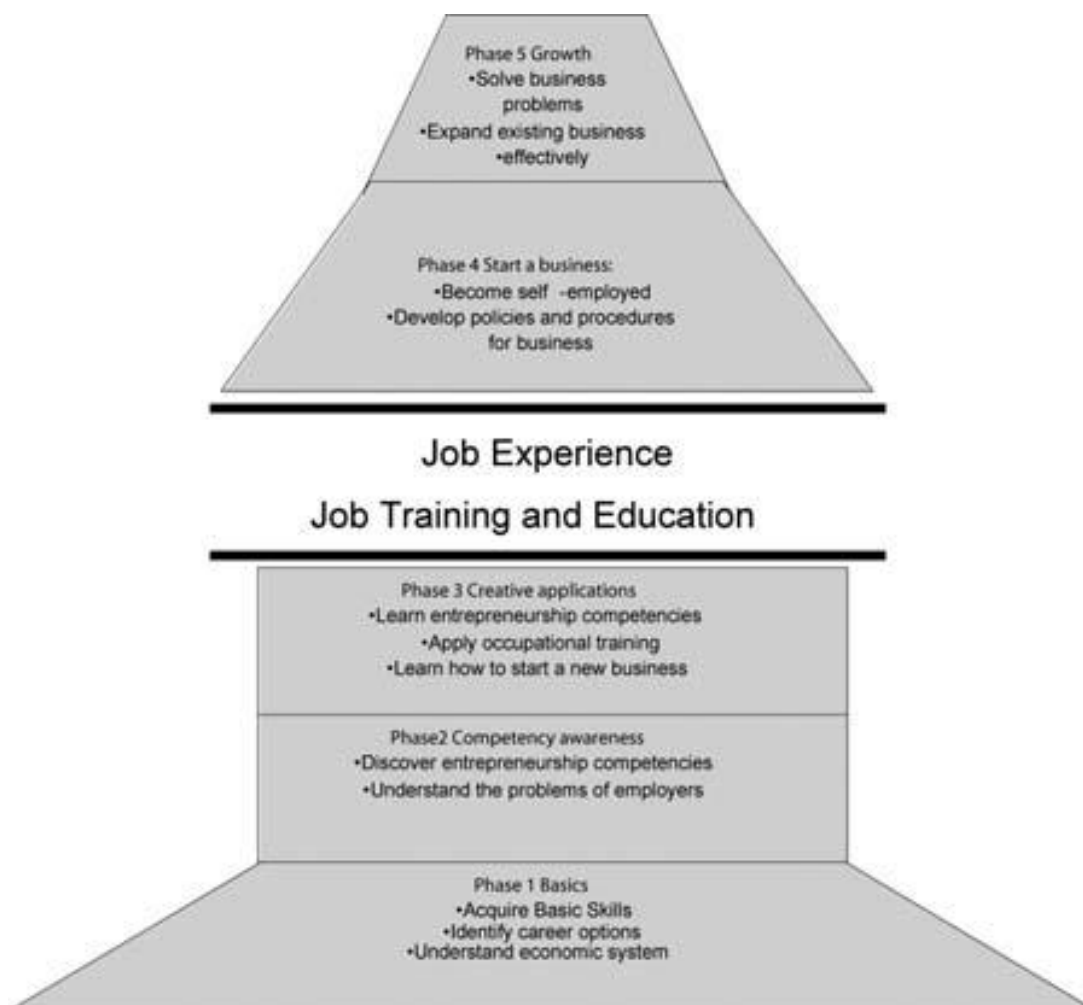 Phase 5 Growth
•Solve business
problems
•Expand existing business
•effectively
Phase 4 Start a business:
•Become self -employed
•Develop policies and procedures
for business
Job Experience
Job Training and Education
Phase 3 Creative applications
•Learn entrepreneurship competencies
•Apply occupational training
•Learn how to start a new business
Phase2 Competency awareness
•Discover entrepreneurship competencies
•Understand the problems of employers
Phase 1 Basics
•Acquire Basic Skills
•Identify career options
•Understand economic system